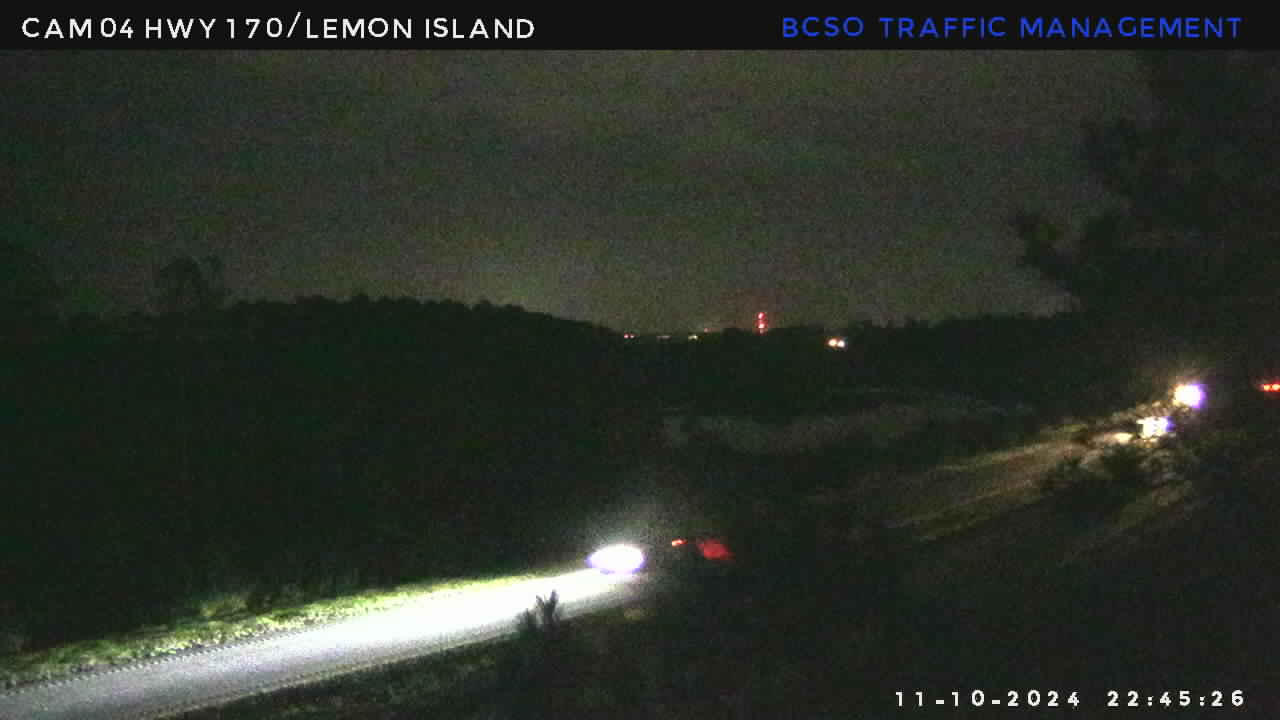 CAM04 HWY 170/LEMON ISLAND
BCSO TRAFFIC MANAGEMENT
11-10-2024 22:45:26